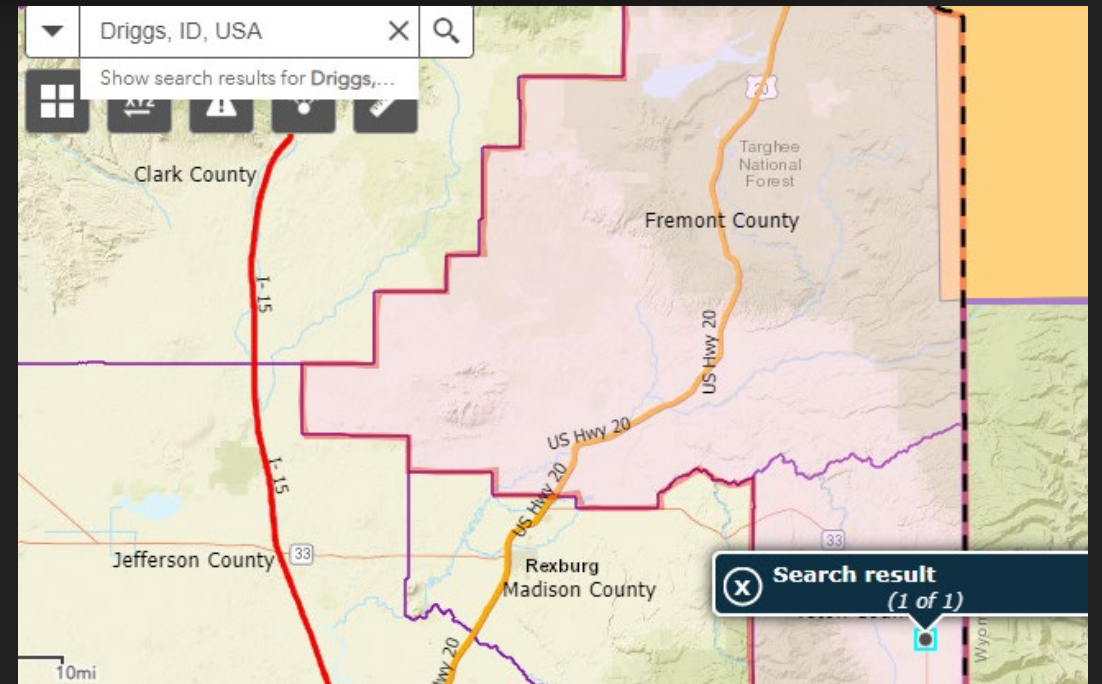 Driggs, ID, USA
Show search results for Driggs,...
XYZ
20
Clark County
Targhee
National
Forest
Fremont County
I-15
US Hwy 20
US Hwy 20
I-15
US Hwy 20
33
Jefferson County
33
Rexburg
Madison County
Search result
(1 of 1)
Hwy 20
10mi